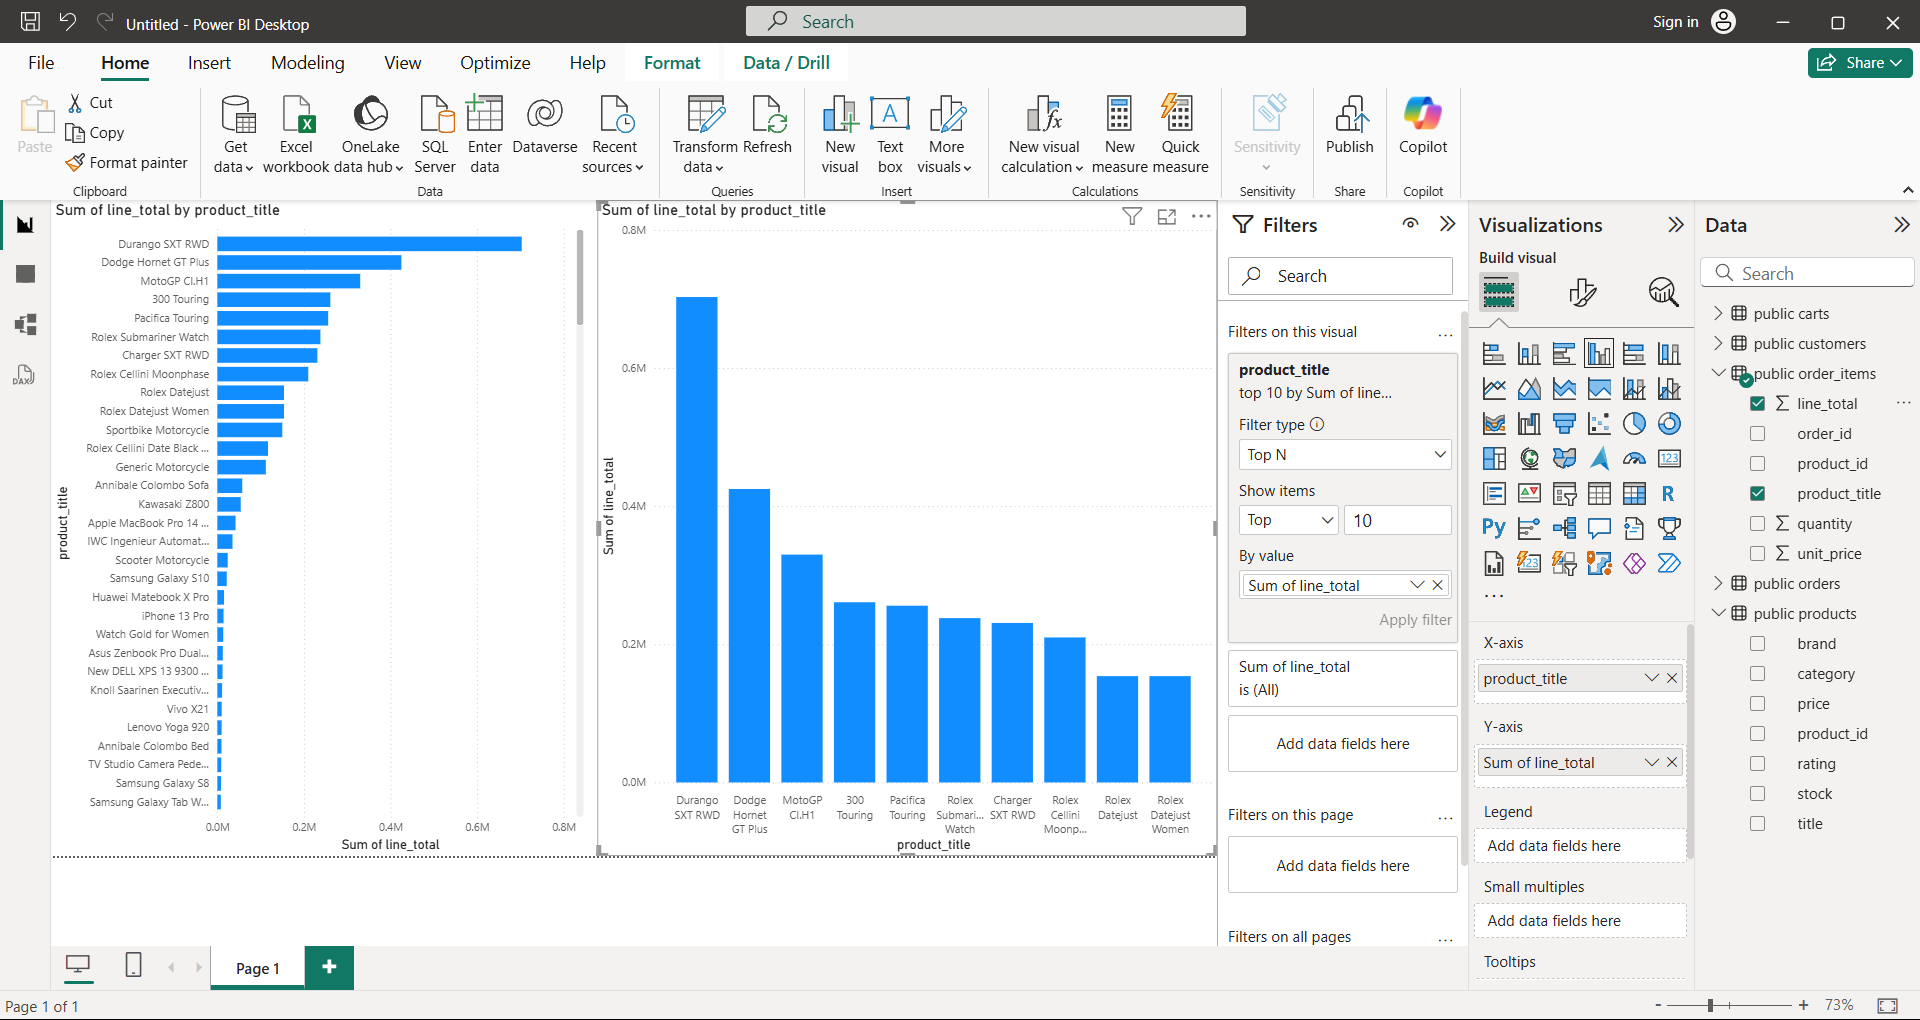 Untitled - Power BI Desktop
Search
Sign in
File
Home
Insert
Modeling
View
Optimize
Help
Format
Data / Drill
Share
Paste
Cut
Copy
Format painter
Clipboard
Get data
Excel workbook
OneLake data hub
SQL Server
Enter data
Dataverse
Recent sources
Data
Transform data
Refresh
Queries
New visual
Text box
More visuals
Insert
New visual calculation
New measure
Quick measure
Calculations
Sensitivity
Sensitivity
Publish
Share
Copilot
Copilot
Sum of line_total by product_title
product_title
Durango SXT RWD
Dodge Hornet GT Plus
MotoGP CI.H1
300 Touring
Pacifica Touring
Rolex Submariner Watch
Charger SXT RWD
Rolex Cellini Moonphase
Rolex Datejust
Rolex Datejust Women
Sportbike Motorcycle
Rolex Cellini Date Black ...
Generic Motorcycle
Annibale Colombo Sofa
Kawasaki Z800
Apple MacBook Pro 14 ...
IWC Ingenieur Automat...
Scooter Motorcycle
Samsung Galaxy S10
Huawei Matebook X Pro
iPhone 13 Pro
Watch Gold for Women
Asus Zenbook Pro Dual...
New DELL XPS 13 9300 ...
Knoll Saarinen Executiv...
Vivo X21
Lenovo Yoga 920
Annibale Colombo Bed
TV Studio Camera Pede...
Samsung Galaxy S8
Samsung Galaxy Tab W...
0.0M 0.2M 0.4M 0.6M 0.8M
Sum of line_total
Sum of line_total by product_title
Sum of line_total
0.8M
0.6M
0.4M
0.2M
0.0M
Durango SXT RWD
Dodge Hornet GT Plus
MotoGP CI.H1
300 Touring
Pacifica Touring
Rolex Submari... Watch
Charger SXT RWD
Rolex Cellini Moonp...
Rolex Datejust
Rolex Datejust Women
product_title
Filters
Search
Filters on this visual
product_title
top 10 by Sum of line...
Filter type
Top N
Show items
Top
10
By value
Sum of line_total
Apply filter
Sum of line_total
is (All)
Add data fields here
Filters on this page
Add data fields here
Filters on all pages
Visualizations
Build visual
123
R
Py
123
X-axis
product_title
Y-axis
Sum of line_total
Legend
Add data fields here
Small multiples
Add data fields here
Tooltips
Data
Search
public carts
public customers
public order_items
line_total
order_id
product_id
product_title
quantity
unit_price
public orders
public products
brand
category
price
product_id
rating
stock
title
DAX
Page 1
Page 1 of 1
73%